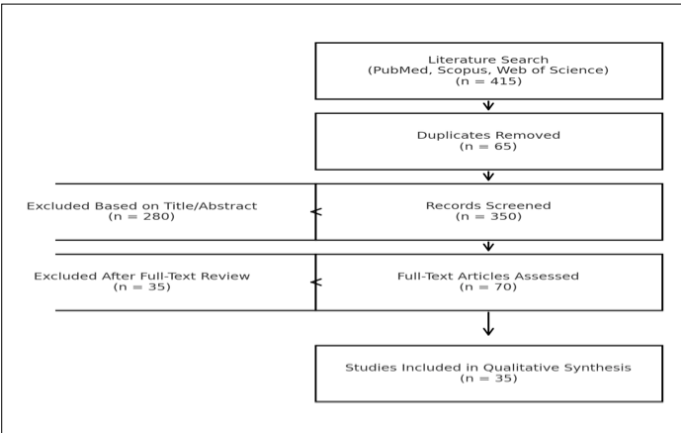 Literature Search
(PubMed, Scopus, Web of Science)
(n = 415)
Duplicates Removed
(n = 65)
Excluded Based on Title/Abstract
(n = 280)
Records Screened
(n = 350)
Excluded After Full-Text Review
(n = 35)
Full-Text Articles Assessed
(n = 70)
Studies Included in Qualitative Synthesis
(n = 35)